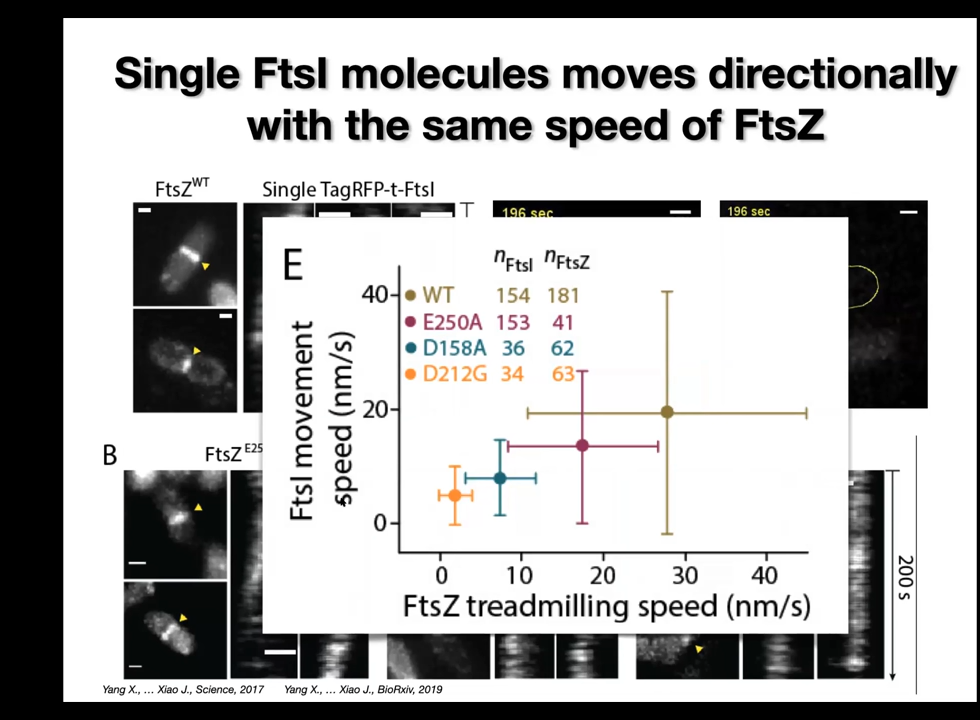 Single FtsI molecules moves directionally
with the same speed of FtsZ
FtsZWT
Single TagRFP-t-FtsI
196 sec
196 sec
E
nFtsI nFtsZ
WT 154 181
E250A 153 41
D158A 36 62
D212G 34 63
40
20
0
FtsI movement
speed (nm/s)
0 10 20 30 40
FtsZ treadmilling speed (nm/s)
B
FtsZE25
200 s
Yang X., ... Xiao J., Science, 2017 Yang X., ... Xiao J., BioRxiv, 2019